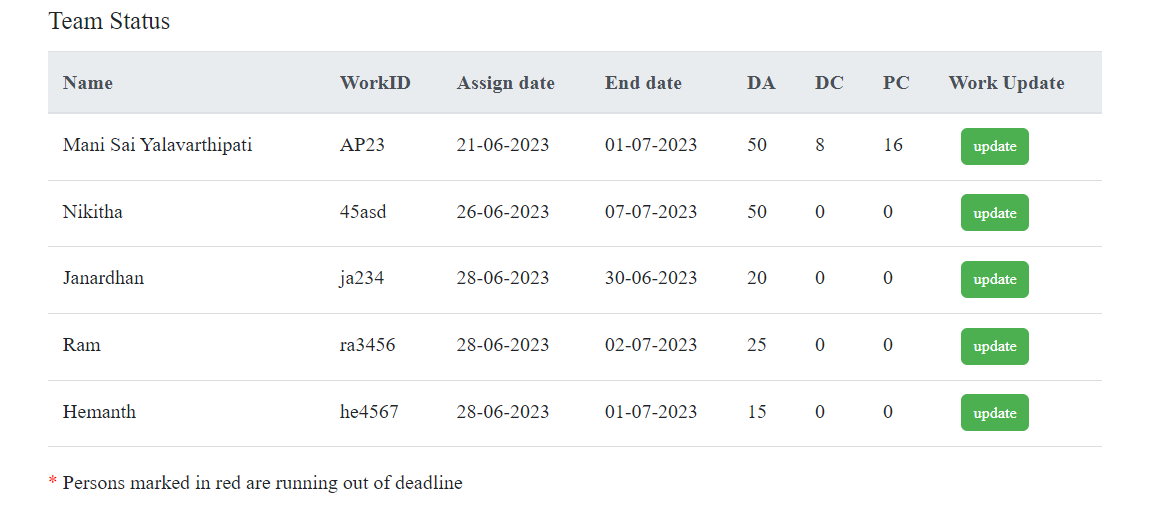 Team Status
Name WorkID Assign date End date DA DC PC Work Update
Mani Sai Yalavarthipati AP23 21-06-2023 01-07-2023 50 8 16 update
Nikitha 45asd 26-06-2023 07-07-2023 50 0 0 update
Janardhan ja234 28-06-2023 30-06-2023 20 0 0 update
Ram ra3456 28-06-2023 02-07-2023 25 0 0 update
Hemanth he4567 28-06-2023 01-07-2023 15 0 0 update
* Persons marked in red are running out of deadline